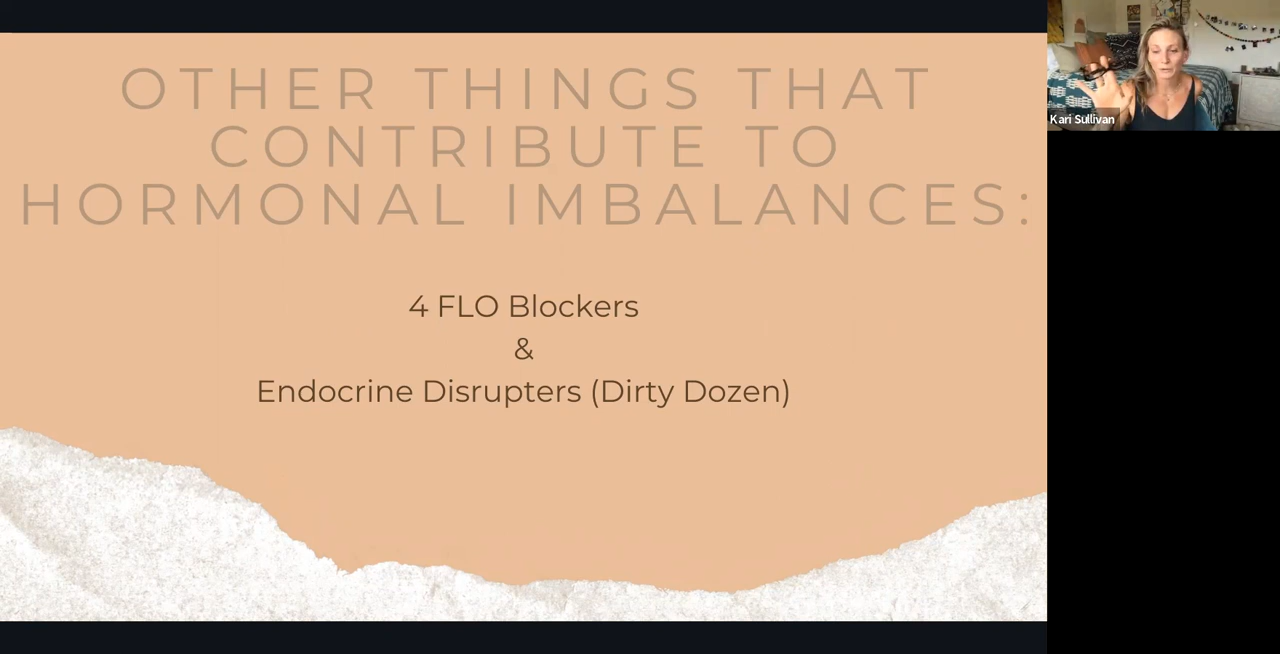 OTHER THINGS THAT
CONTRIBUTE TO
HORMONAL IMBALANCES:
4 FLO Blockers
&
Endocrine Disrupters (Dirty Dozen)
Kari Sullivan